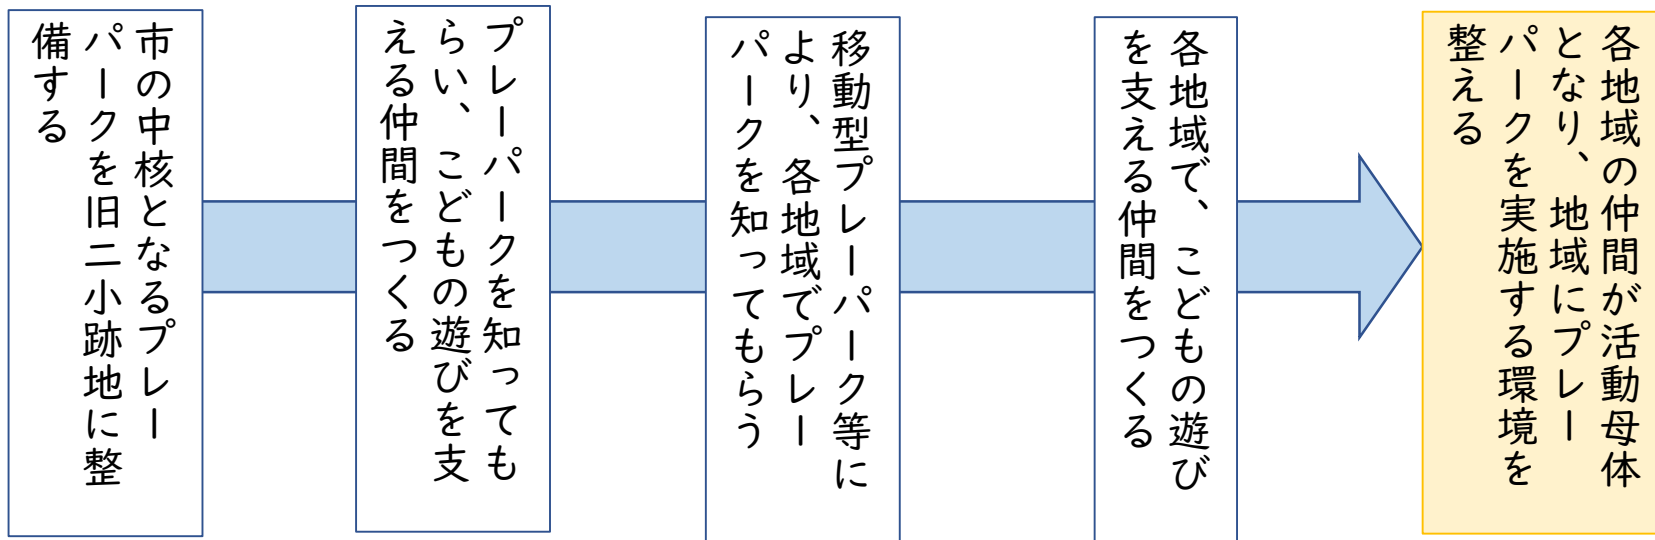 市の中核となるプレー
パークを旧二小跡地に整
備する
プレーパークを知っても
らい、こどもの遊びを支
える仲間をつくる
移動型プレーパーク等に
より、各地域でプレー
パークを知ってもらう
各地域で、こどもの遊び
を支える仲間をつくる
各地域の仲間が活動母体
となり、地域にプレー
パークを実施する環境を
整える